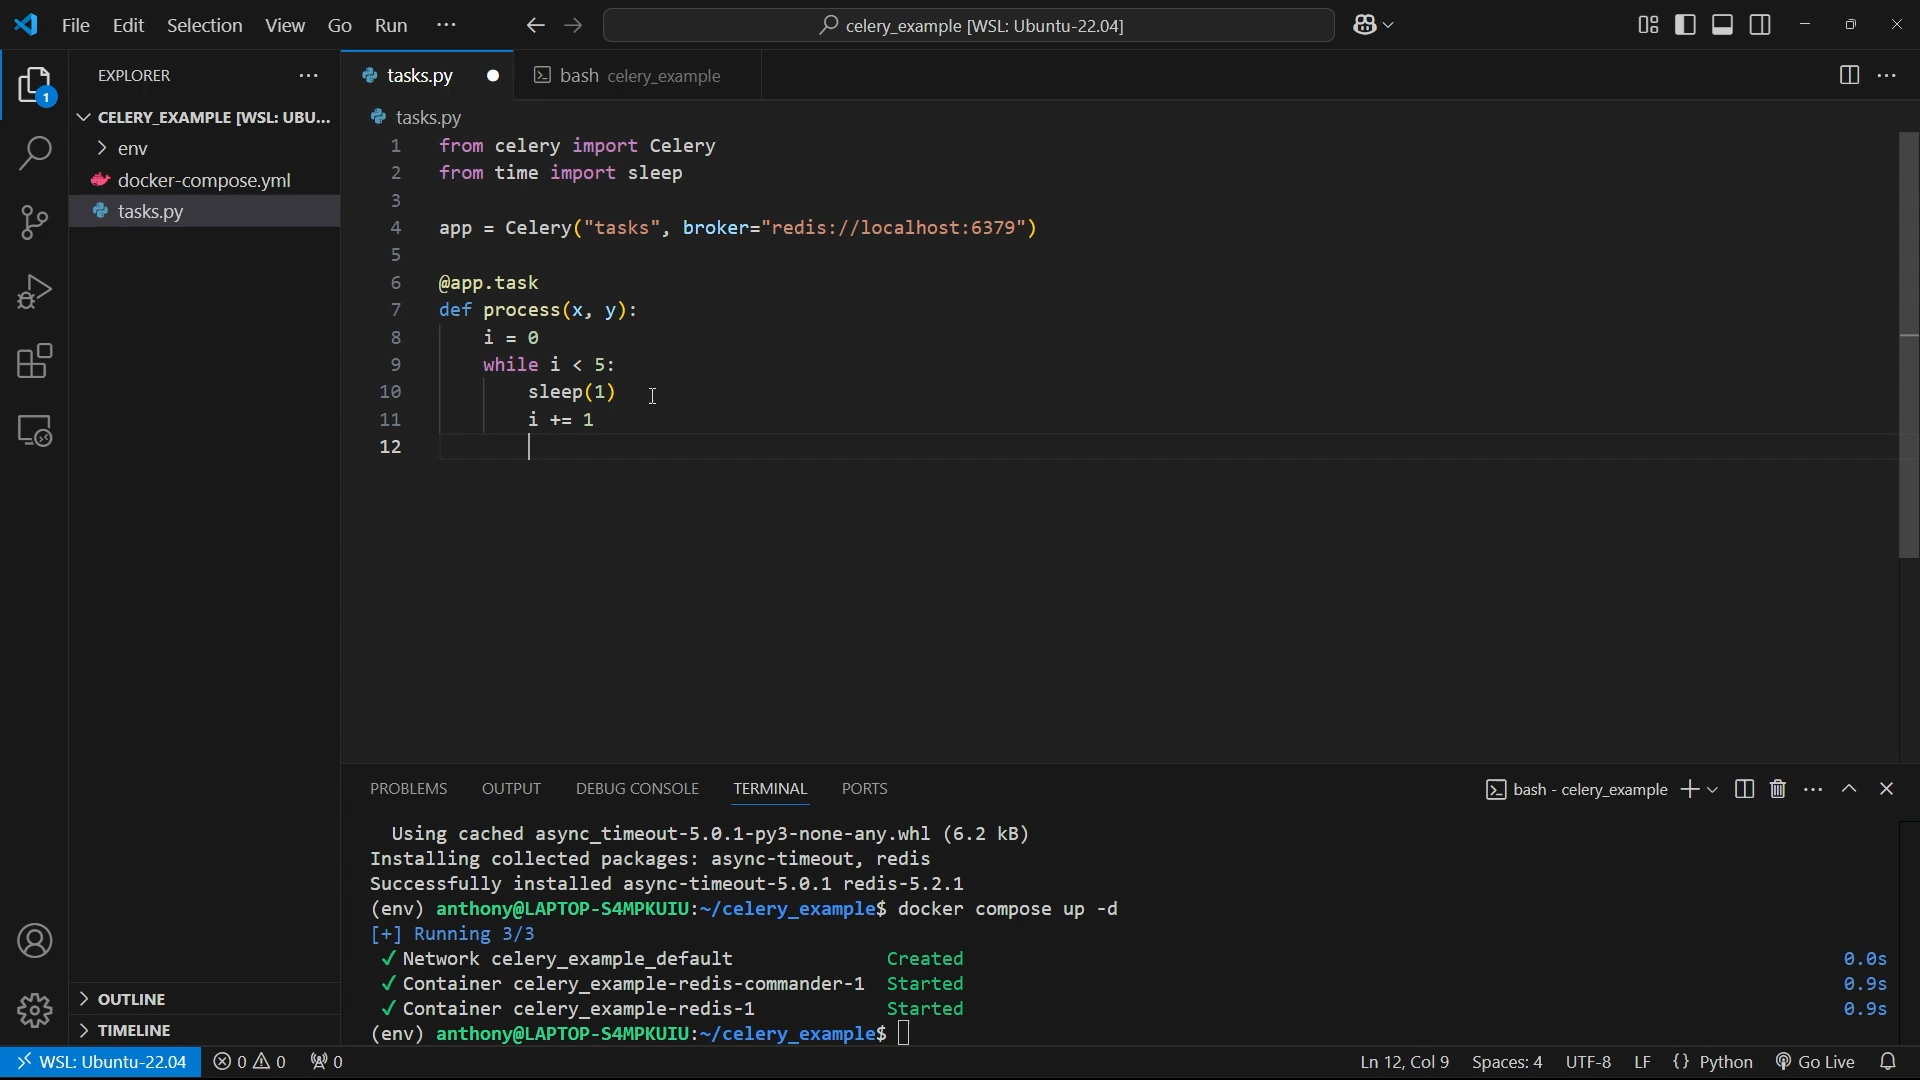 File Edit Selection View Go Run ···
celery_example [WSL: Ubuntu-22.04]
EXPLORER ···
1
CELERY_EXAMPLE [WSL: UBU...
env
docker-compose.yml
tasks.py
OUTLINE
TIMELINE
tasks.py
bash celery_example
tasks.py
1 from celery import Celery
2 from time import sleep
3
4 app = Celery("tasks", broker="redis://localhost:6379")
5
6 @app.task
7 def process(x, y):
8 i = 0
9 while i < 5:
10 sleep(1)
11 i += 1
12
PROBLEMS OUTPUT DEBUG CONSOLE TERMINAL PORTS
bash - celery_example
Using cached async_timeout-5.0.1-py3-none-any.whl (6.2 kB)
Installing collected packages: async-timeout, redis
Successfully installed async-timeout-5.0.1 redis-5.2.1
(env) anthony@LAPTOP-S4MPKUIU:~/celery_example$ docker compose up -d
[+] Running 3/3
✓ Network celery_example_default Created 0.0s
✓ Container celery_example-redis-commander-1 Started 0.9s
✓ Container celery_example-redis-1 Started 0.9s
(env) anthony@LAPTOP-S4MPKUIU:~/celery_example$
WSL: Ubuntu-22.04 0 0 0 Ln 12, Col 9 Spaces: 4 UTF-8 LF {} Python Go Live